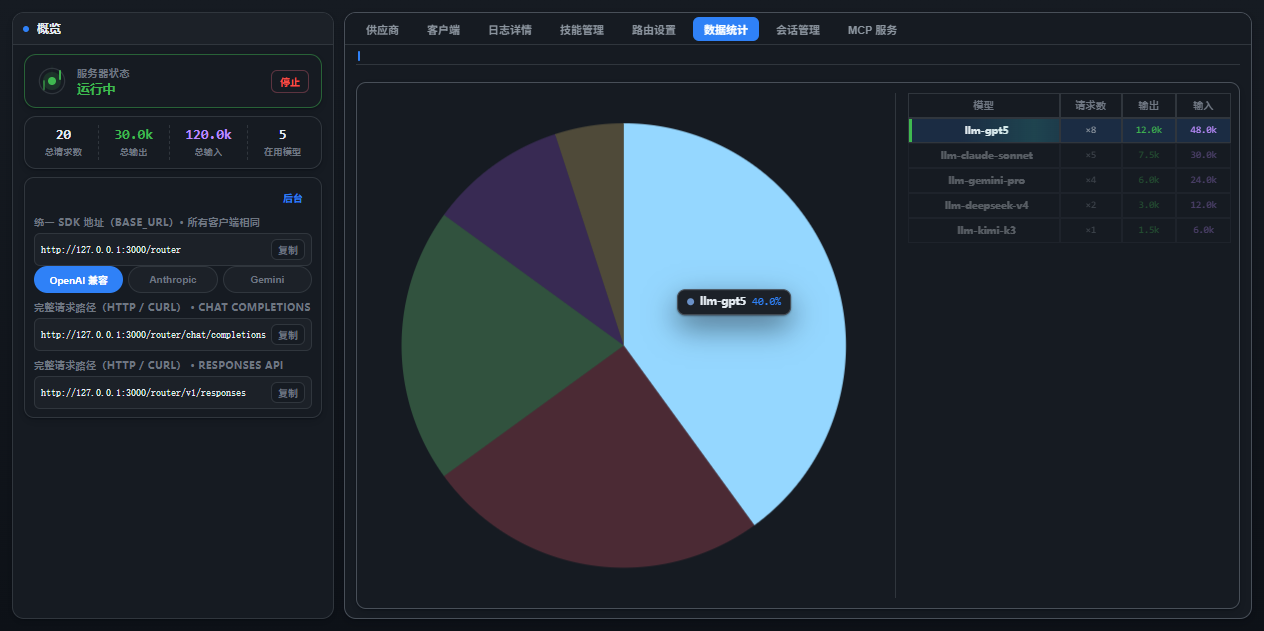 概览
服务器状态
运行中
停止
20 30.0k 120.0k 5
总请求数 总输出 总输入 在用模型
后台
统一 SDK 地址（BASE_URL）• 所有客户端相同
http://127.0.0.1:3000/router 复制
OpenAI 兼容 Anthropic Gemini
完整请求路径（HTTP / CURL） • CHAT COMPLETIONS
http://127.0.0.1:3000/router/chat/completions 复制
完整请求路径（HTTP / CURL） • RESPONSES API
http://127.0.0.1:3000/router/v1/responses 复制
供应商 客户端 日志详情 技能管理 路由设置 数据统计 会话管理 MCP 服务
llm-gpt5 40.0%
模型 请求数 输出 输入
llm-gpt5 ×8 12.0k 48.0k
llm-claude-sonnet ×5 7.5k 30.0k
llm-gemini-pro ×4 6.0k 24.0k
llm-deepseek-v4 ×2 3.0k 12.0k
llm-kimi-k3 ×1 1.5k 6.0k